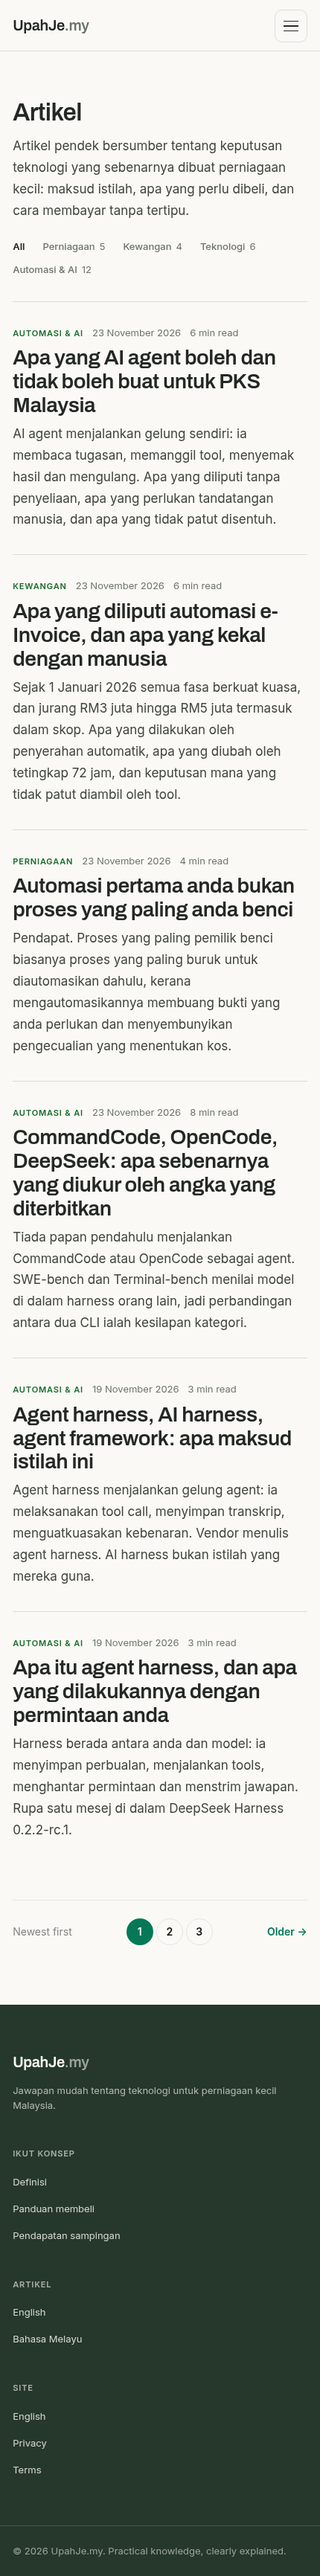 UpahJe.my
Artikel
Artikel pendek bersumber tentang keputusan
teknologi yang sebenarnya dibuat perniagaan
kecil: maksud istilah, apa yang perlu dibeli, dan
cara membayar tanpa tertipu.
All Perniagaan 5 Kewangan 4 Teknologi 6
Automasi & AI 12
AUTOMASI & AI 23 November 2026 6 min read
Apa yang AI agent boleh dan
tidak boleh buat untuk PKS
Malaysia
AI agent menjalankan gelung sendiri: ia
membaca tugasan, memanggil tool, menyemak
hasil dan mengulang. Apa yang diliputi tanpa
penyeliaan, apa yang perlukan tandatangan
manusia, dan apa yang tidak patut disentuh.
KEWANGAN 23 November 2026 6 min read
Apa yang diliputi automasi e-
Invoice, dan apa yang kekal
dengan manusia
Sejak 1 Januari 2026 semua fasa berkuat kuasa,
dan jurang RM3 juta hingga RM5 juta termasuk
dalam skop. Apa yang dilakukan oleh
penyerahan automatik, apa yang diubah oleh
tetingkap 72 jam, dan keputusan mana yang
tidak patut diambil oleh tool.
PERNIAGAAN 23 November 2026 4 min read
Automasi pertama anda bukan
proses yang paling anda benci
Pendapat. Proses yang paling pemilik benci
biasanya proses yang paling buruk untuk
diautomasikan dahulu, kerana
mengautomasikannya membuang bukti yang
anda perlukan dan menyembunyikan
pengecualian yang menentukan kos.
AUTOMASI & AI 23 November 2026 8 min read
CommandCode, OpenCode,
DeepSeek: apa sebenarnya
yang diukur oleh angka yang
diterbitkan
Tiada papan pendahulu menjalankan
CommandCode atau OpenCode sebagai agent.
SWE-bench dan Terminal-bench menilai model
di dalam harness orang lain, jadi perbandingan
antara dua CLI ialah kesilapan kategori.
AUTOMASI & AI 19 November 2026 3 min read
Agent harness, AI harness,
agent framework: apa maksud
istilah ini
Agent harness menjalankan gelung agent: ia
melaksanakan tool call, menyimpan transkrip,
menguatkuasakan kebenaran. Vendor menulis
agent harness. AI harness bukan istilah yang
mereka guna.
AUTOMASI & AI 19 November 2026 3 min read
Apa itu agent harness, dan apa
yang dilakukannya dengan
permintaan anda
Harness berada antara anda dan model: ia
menyimpan perbualan, menjalankan tools,
menghantar permintaan dan menstrim jawapan.
Rupa satu mesej di dalam DeepSeek Harness
0.2.2-rc.1.
Newest first 1 2 3 Older →
UpahJe.my
Jawapan mudah tentang teknologi untuk perniagaan kecil
Malaysia.
IKUT KONSEP
Definisi
Panduan membeli
Pendapatan sampingan
ARTIKEL
English
Bahasa Melayu
SITE
English
Privacy
Terms
© 2026 UpahJe.my. Practical knowledge, clearly explained.